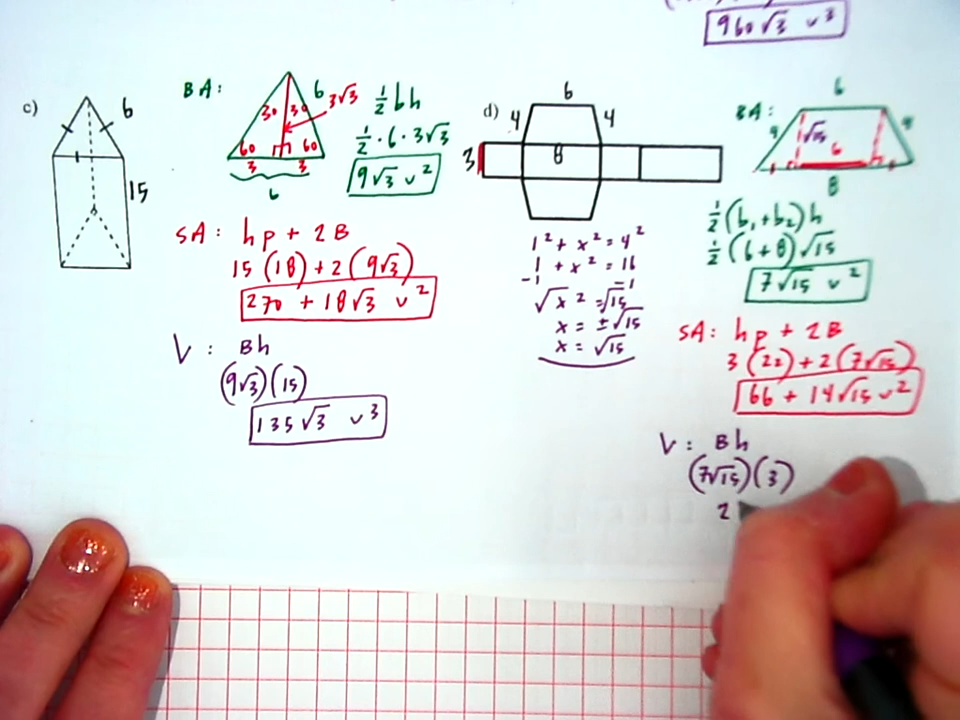 960√3 u³
c)
6
15
BA:
30 30
6
3√3
60 60
3 3
6
½bh
½·6·3√3
9√3 u²
SA: hp + 2B
15(18)+2(9√3)
270 + 18√3 u²
V: Bh
(9√3)(15)
135√3 u³
d)
6
4 4
3
8
1² + x² = 4²
1 + x² = 16
-1 -1
√x² = √15
x = ±√15
x = √15
BA:
6
4 4
√15
6
8
½(b₁+b₂)h
½(6+8)√15
7√15 u²
SA: hp + 2B
3(22)+2(7√15)
66 + 14√15 u²
V: Bh
(7√15)(3)
2